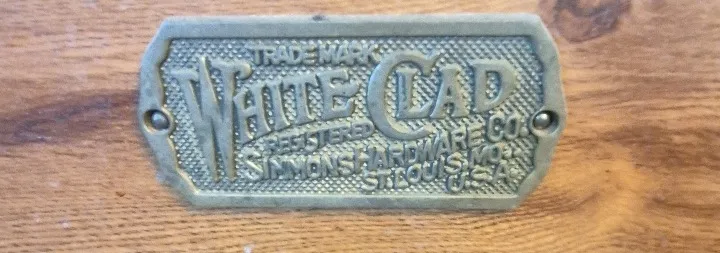 TRADE MARK
WHITE CLAD
REGISTERED
SIMMONS HARDWARE CO.
ST. LOUIS, MO.
U.S.A.